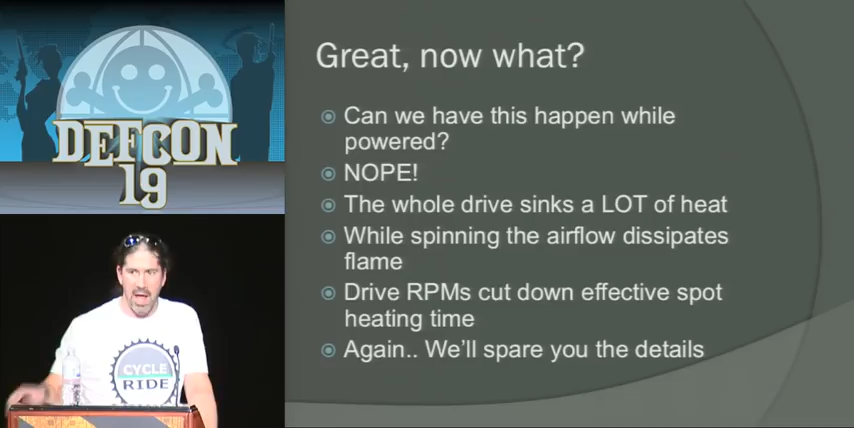 DEFCON
19
CYCLE
RIDE
Great, now what?
Can we have this happen while
powered?
NOPE!
The whole drive sinks a LOT of heat
While spinning the airflow dissipates
flame
Drive RPMs cut down effective spot
heating time
Again.. We'll spare you the details